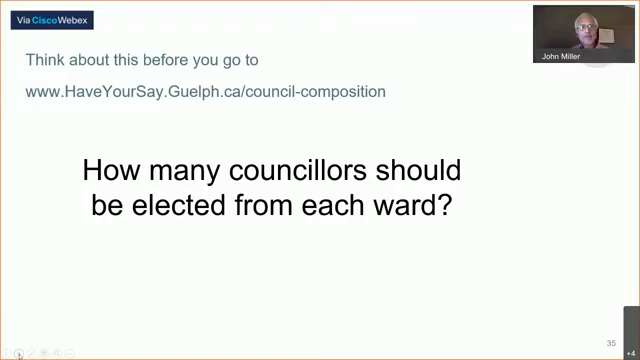 Via Cisco Webex
John Miller
Think about this before you go to
www.HaveYourSay.Guelph.ca/council-composition
How many councillors should
be elected from each ward?
35
+4